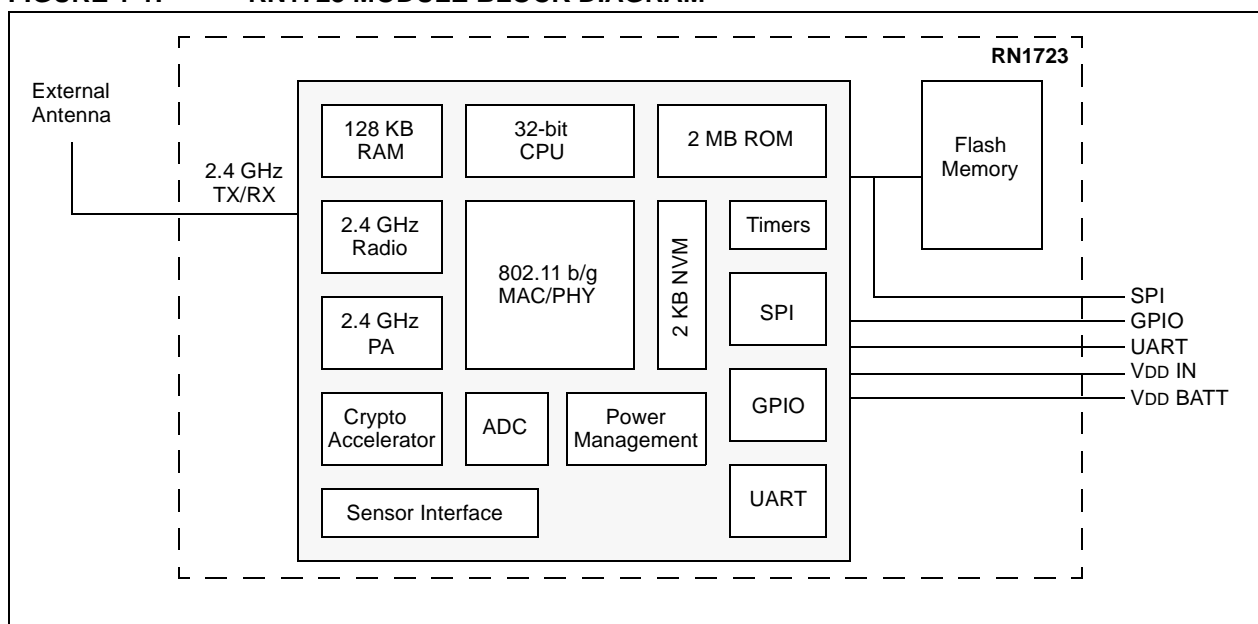 RN1723
External
Antenna
2.4 GHz
TX/RX
128 KB
RAM
32-bit
CPU
2 MB ROM
Flash
Memory
2.4 GHz
Radio
802.11 b/g
MAC/PHY
2 KB NVM
Timers
2.4 GHz
PA
SPI
Crypto
Accelerator
ADC
Power
Management
GPIO
Sensor Interface
UART
SPI
GPIO
UART
VDD IN
VDD BATT